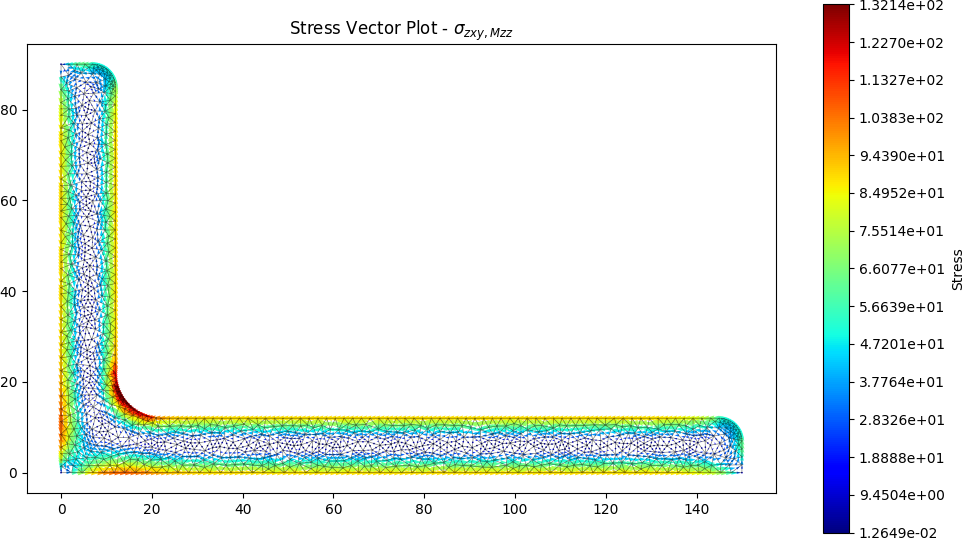 Stress Vector Plot - σzxy, Mzz
80
60
40
20
0
0 20 40 60 80 100 120 140
1.3214e+02
1.2270e+02
1.1327e+02
1.0383e+02
9.4390e+01
8.4952e+01
7.5514e+01
6.6077e+01
5.6639e+01
4.7201e+01
3.7764e+01
2.8326e+01
1.8888e+01
9.4504e+00
1.2649e-02
Stress